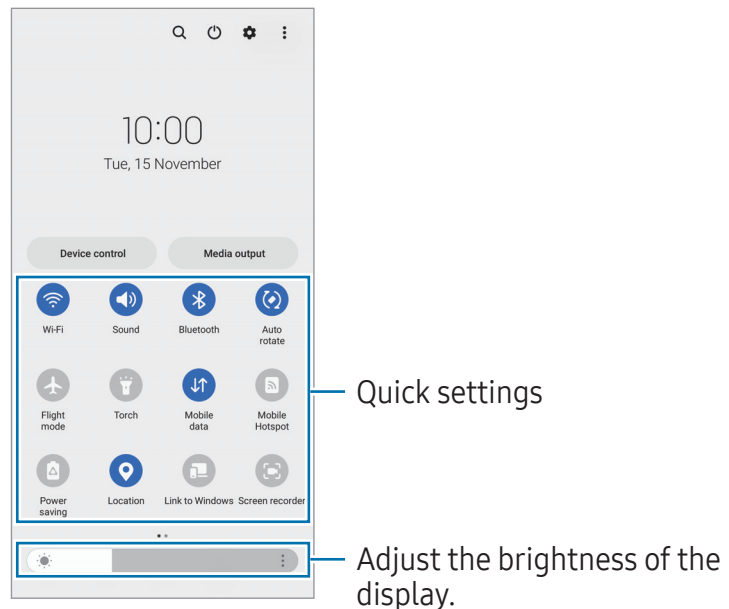 10:00
Tue, 15 November
Device control Media output
Wi-Fi Sound Bluetooth Auto
rotate
Flight
mode
Torch
Mobile
data
Mobile
Hotspot
Quick settings
Power
saving
Location
Link to Windows
Screen recorder
Adjust the brightness of the
display.